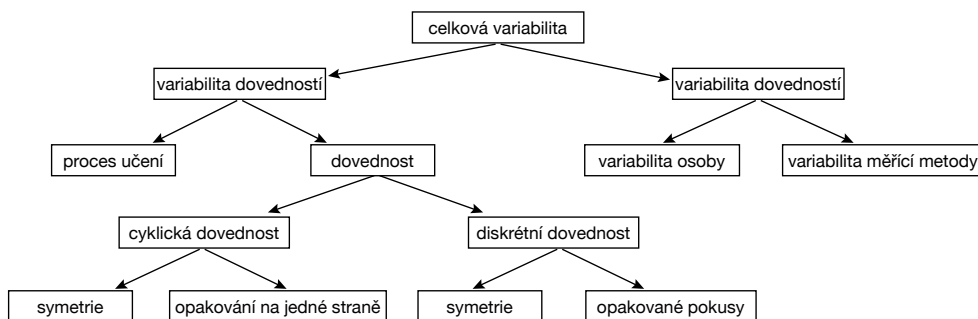 celková variabilita
variabilita dovedností
variabilita dovedností
proces učení
dovednost
variabilita osoby
variabilita měřící metody
cyklická dovednost
diskrétní dovednost
symetrie
opakování na jedné straně
symetrie
opakované pokusy